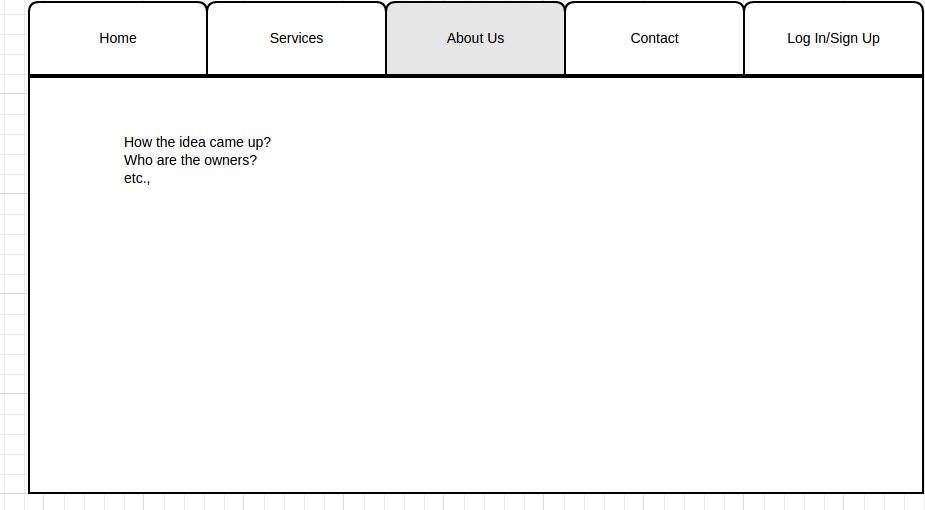 Home
Services
About Us
Contact
Log In/Sign Up
How the idea came up?
Who are the owners?
etc.,